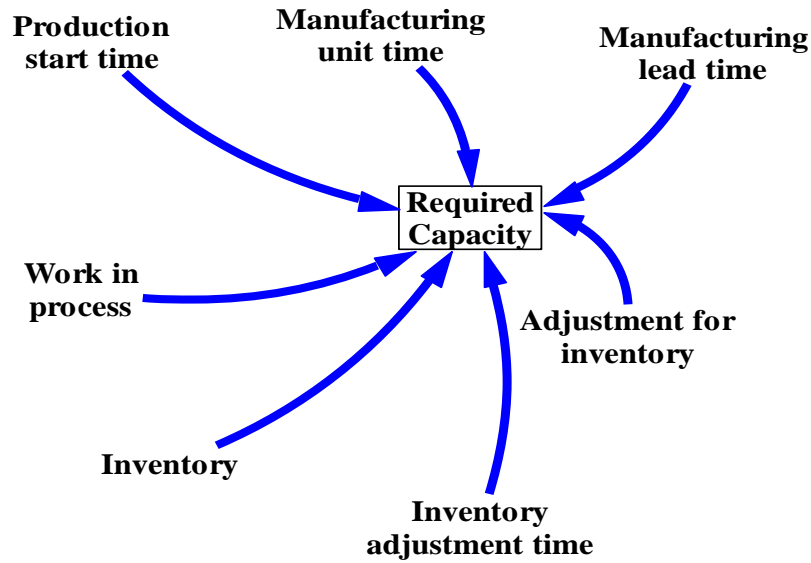 Production
start time
Manufacturing
unit time
Manufacturing
lead time
Required
Capacity
Work in
process
Adjustment for
inventory
Inventory
Inventory
adjustment time